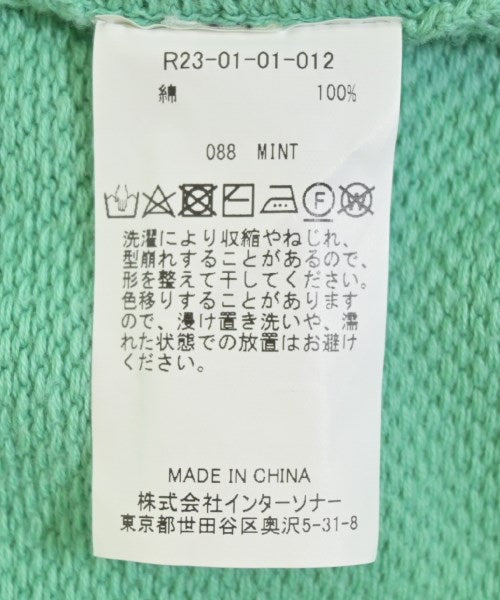 R23-01-01-012
綿 100%
088 MINT
洗濯により収縮やねじれ、
型崩れすることがあるので、
形を整えて干してください。
色移りすることがあります
ので、浸け置き洗いや、濡
れた状態での放置はお避け
ください。
MADE IN CHINA
株式会社インターソナー
東京都世田谷区奥沢5-31-8